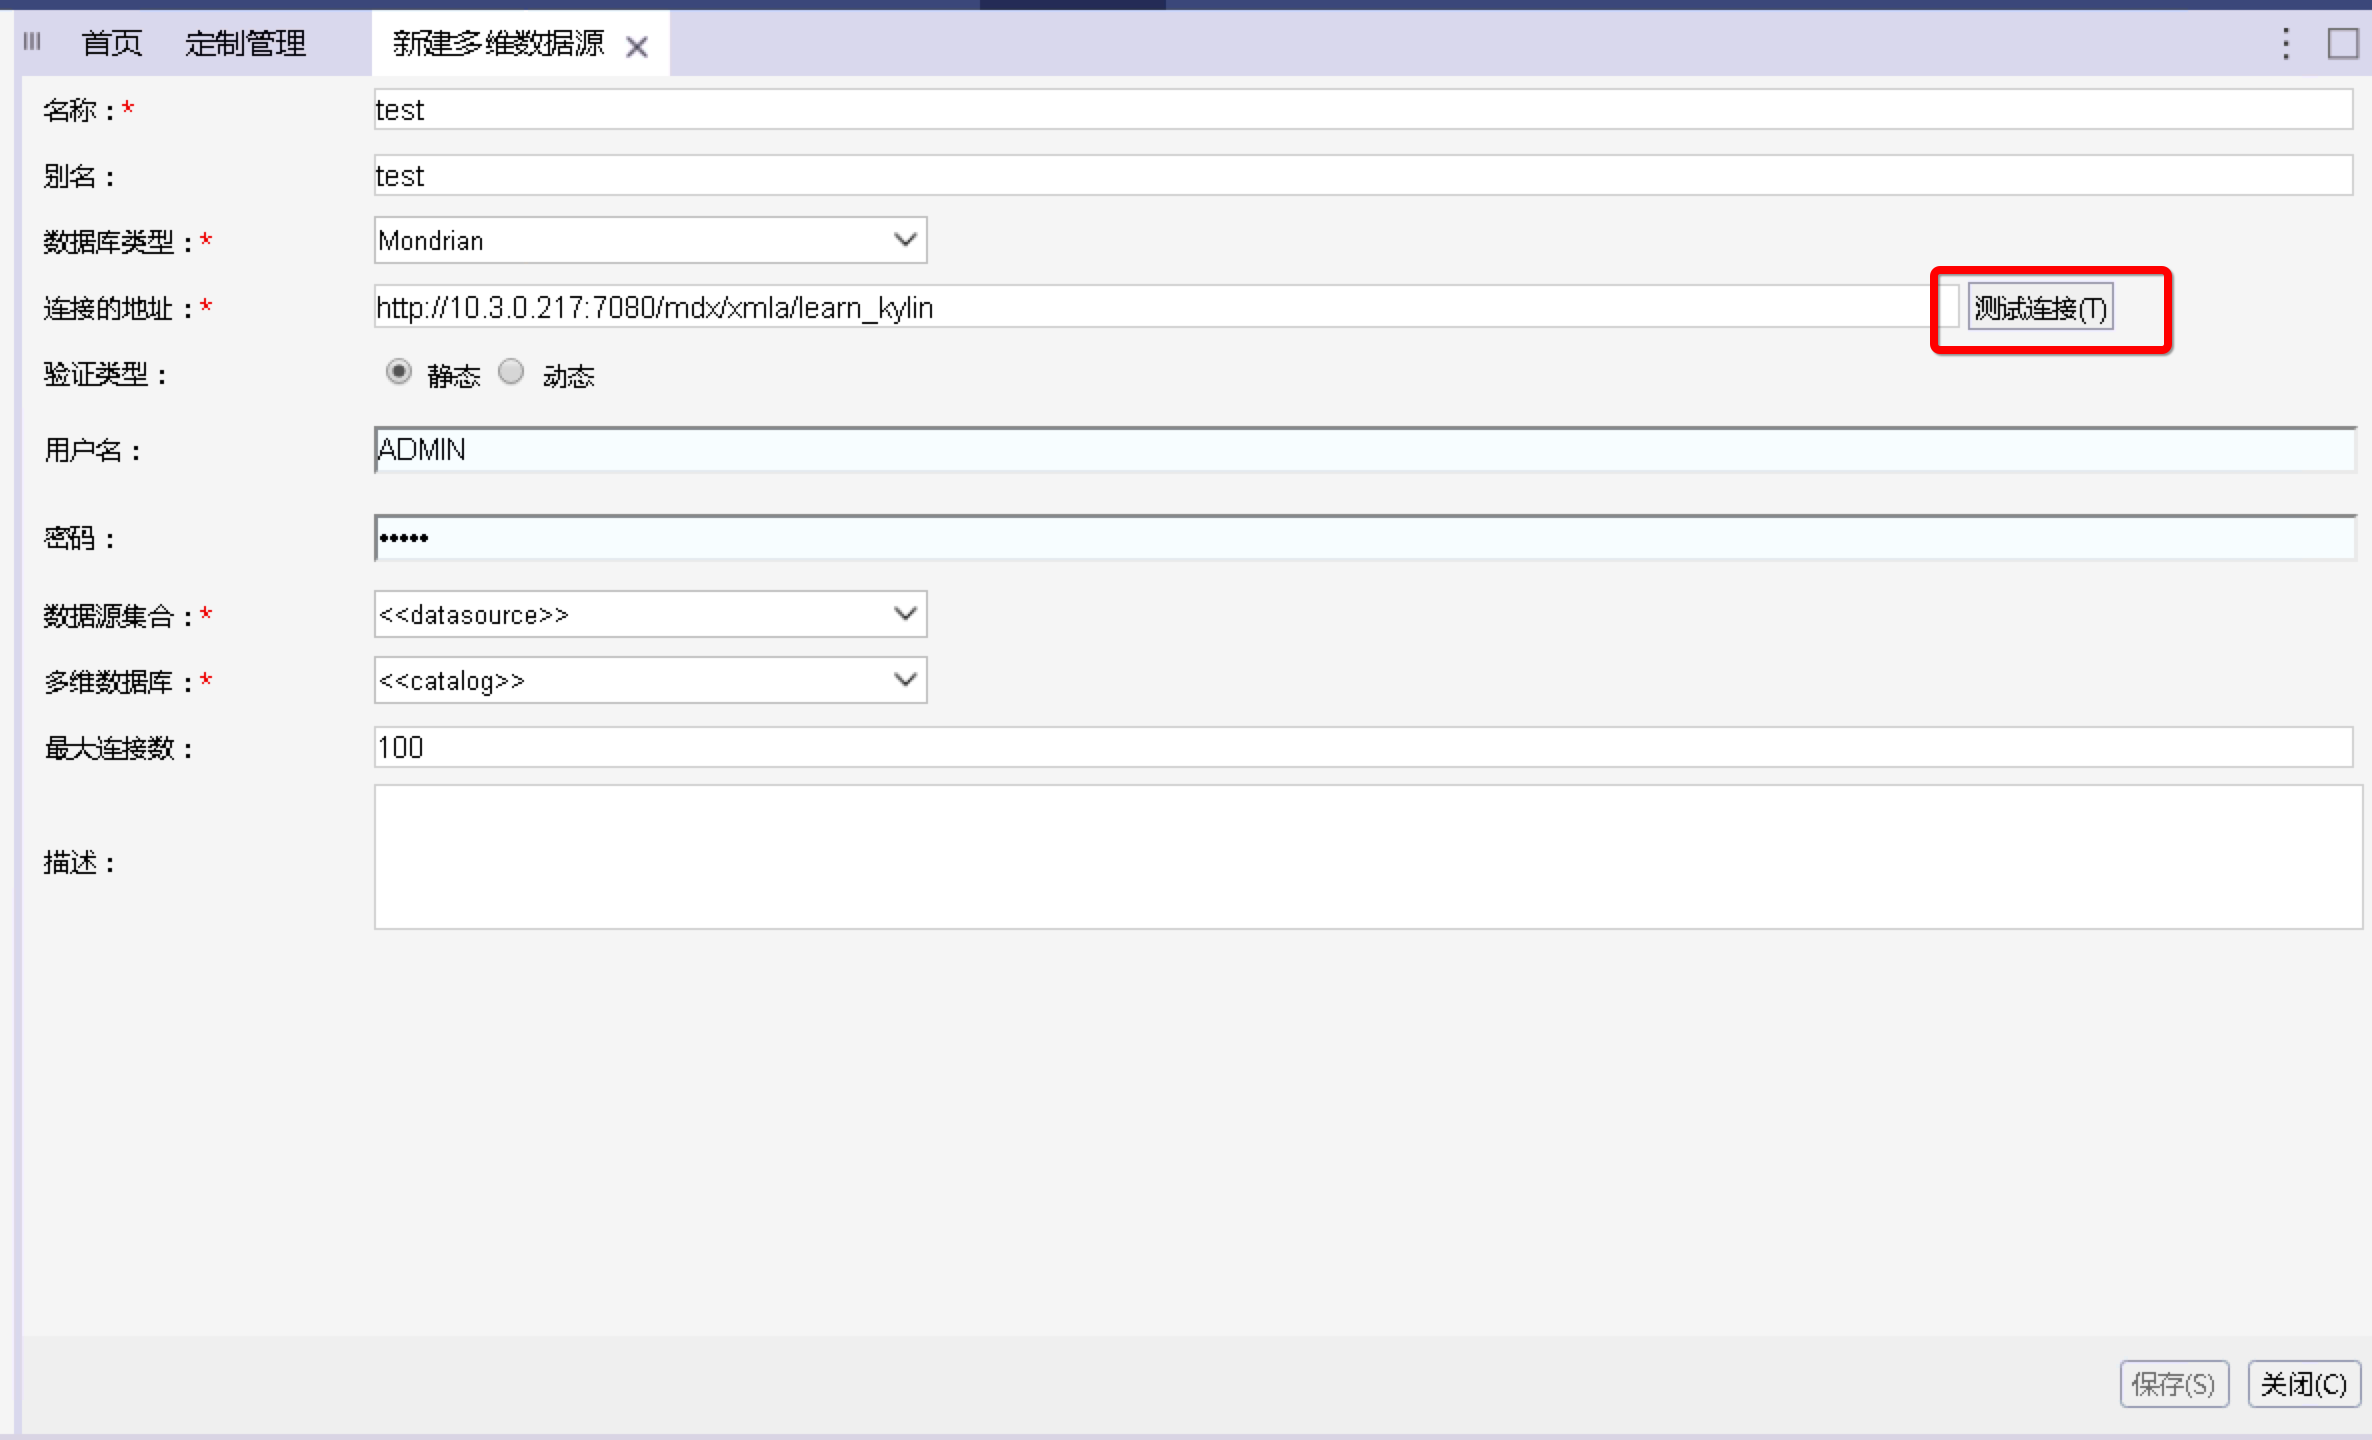 首页 定制管理 新建多维数据源
名称：* test
别名： test
数据库类型：* Mondrian
连接的地址：* http://10.3.0.217:7080/mdx/xmla/learn_kylin 测试连接(T)
验证类型： 静态 动态
用户名： ADMIN
密码： •••••
数据源集合：* <<datasource>>
多维数据库：* <<catalog>>
最大连接数： 100
描述：
保存(S) 关闭(C)